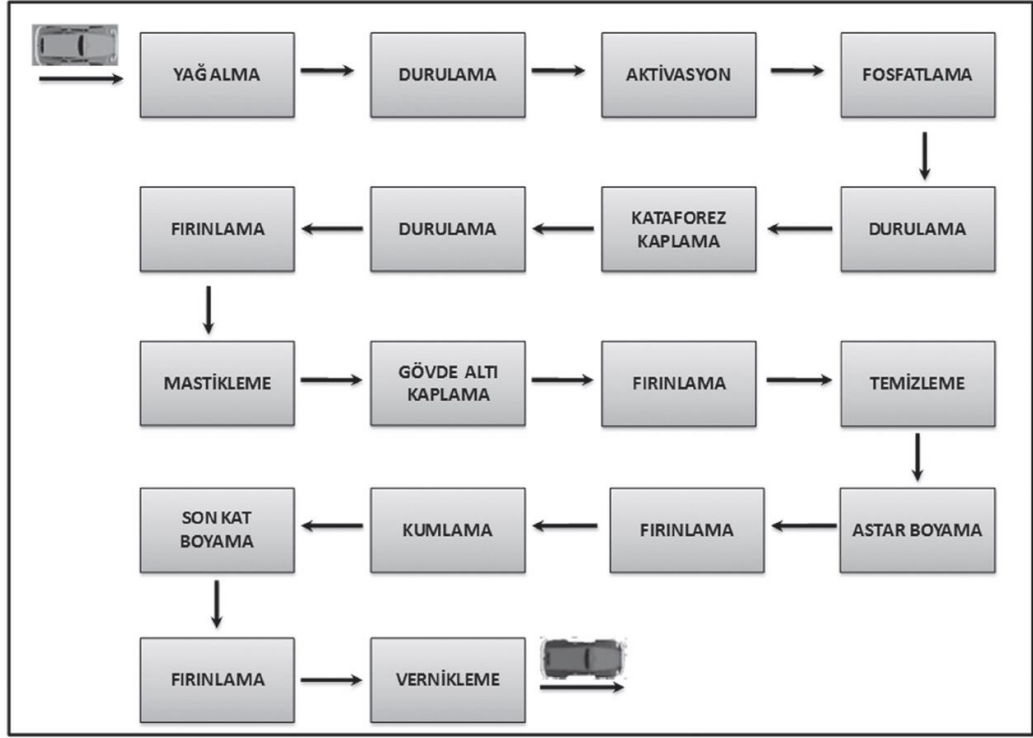 YAĞ ALMA
DURULAMA
AKTİVASYON
FOSFATLAMA
DURULAMA
KATAFOREZ
KAPLAMA
DURULAMA
FIRINLAMA
MASTİKLEME
GÖVDE ALTI
KAPLAMA
FIRINLAMA
TEMİZLEME
ASTAR BOYAMA
FIRINLAMA
KUMLAMA
SON KAT
BOYAMA
FIRINLAMA
VERNİKLEME